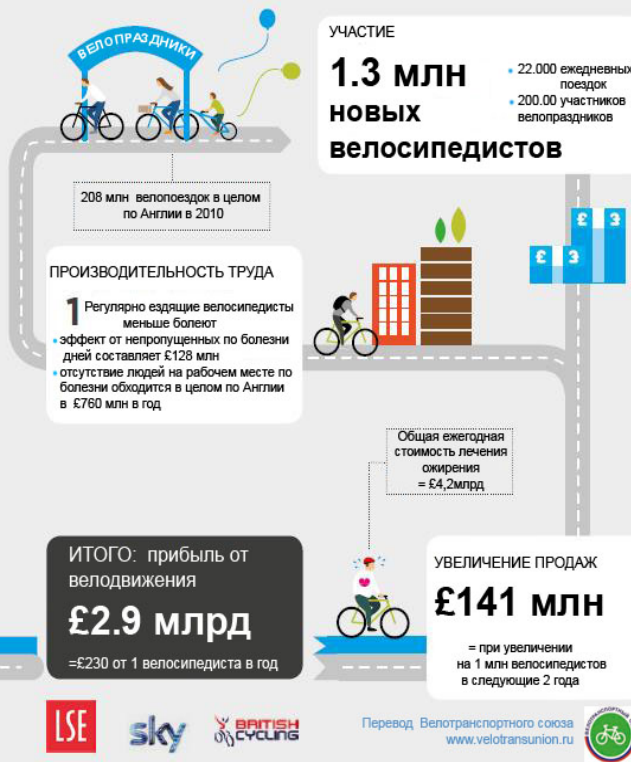 ВЕЛОПРАЗДНИКИ
УЧАСТИЕ
1.3 млн
новых
велосипедистов
22.000 ежедневных
поездок
200.00 участников
велопраздников
208 млн велопоездок в целом
по Англии в 2010
£ 3
£ 3
ПРОИЗВОДИТЕЛЬНОСТЬ ТРУДА
1 Регулярно ездящие велосипедисты
меньше болеют
эффект от непропущенных по болезни
дней составляет £128 млн
отсутствие людей на рабочем месте по
болезни обходится в целом по Англии
в £760 млн в год
Общая ежегодная
стоимость лечения
ожирения
= £4,2млрд
ИТОГО: прибыль от
велодвижения
£2.9 млрд
=£230 от 1 велосипедиста в год
УВЕЛИЧЕНИЕ ПРОДАЖ
£141 млн
= при увеличении
на 1 млн велосипедистов
в следующие 2 года
LSE
sky
BRITISH
CYCLING
Перевод Велотранспортного союза
www.velotransunion.ru